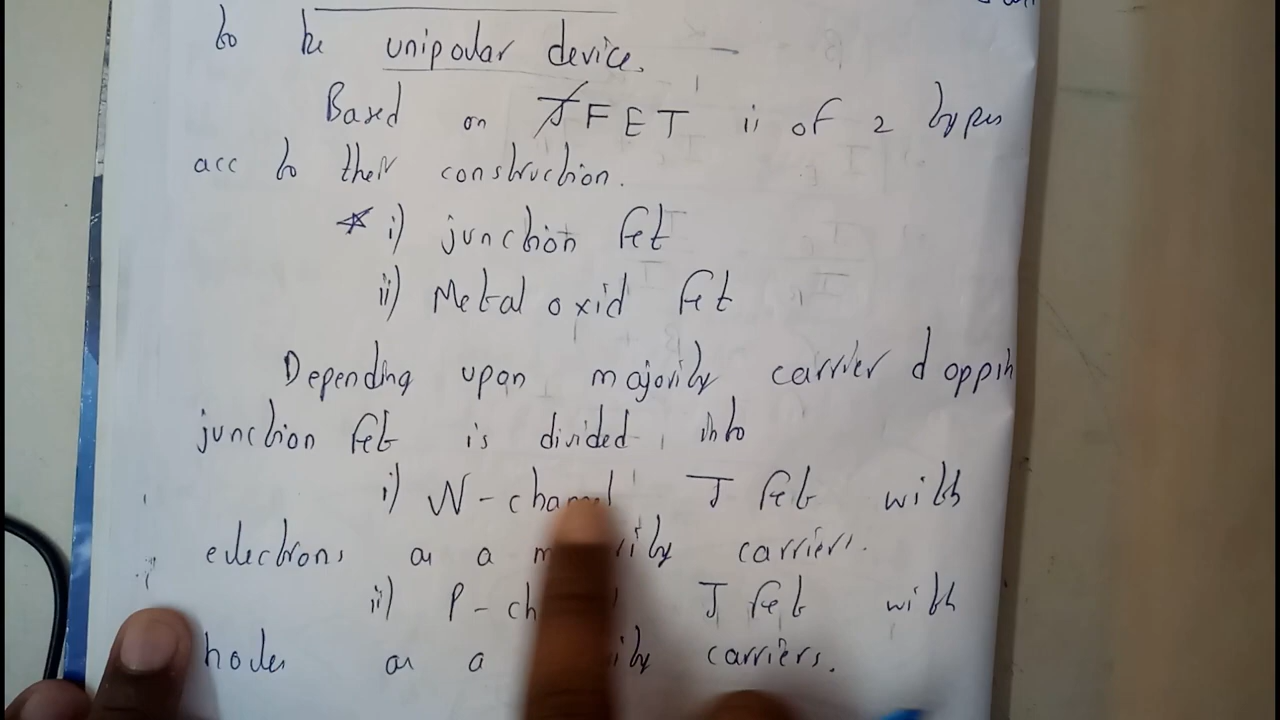 to be unipolar device.
Based on FET is of 2 types
acc to their construction.
i) junction fet
ii) Metal oxid fet
Depending upon majority carrier doppin
junction fet is divided into
i) N-channel J fet with
electrons as a carriers.
ii) P-ch J fet with
holes as a carriers.